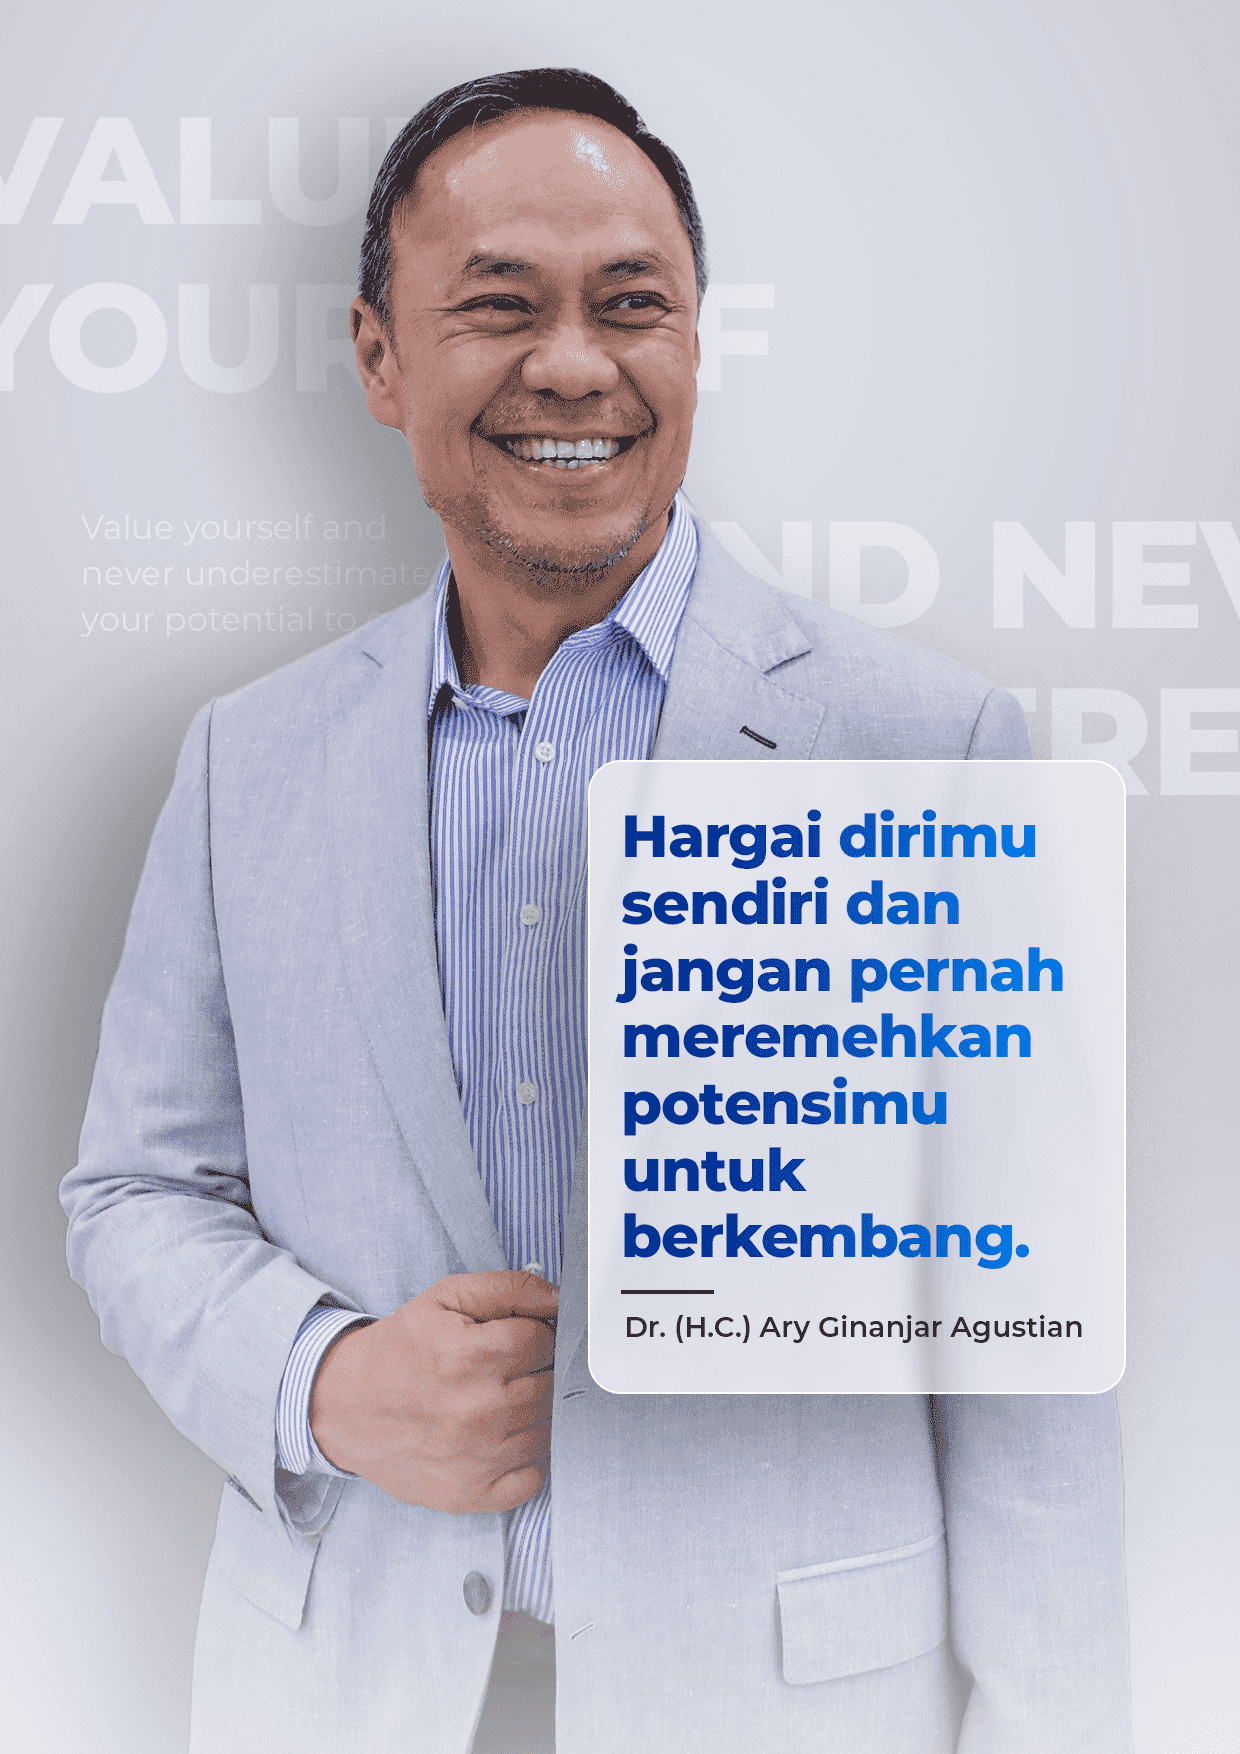 VALU
YOUR F
Value yourself and
never underestimate
your potential to
ND NEV
TRE
Hargai dirimu
sendiri dan
jangan pernah
meremehkan
potensimu
untuk
berkembang.
Dr. (H.C.) Ary Ginanjar Agustian